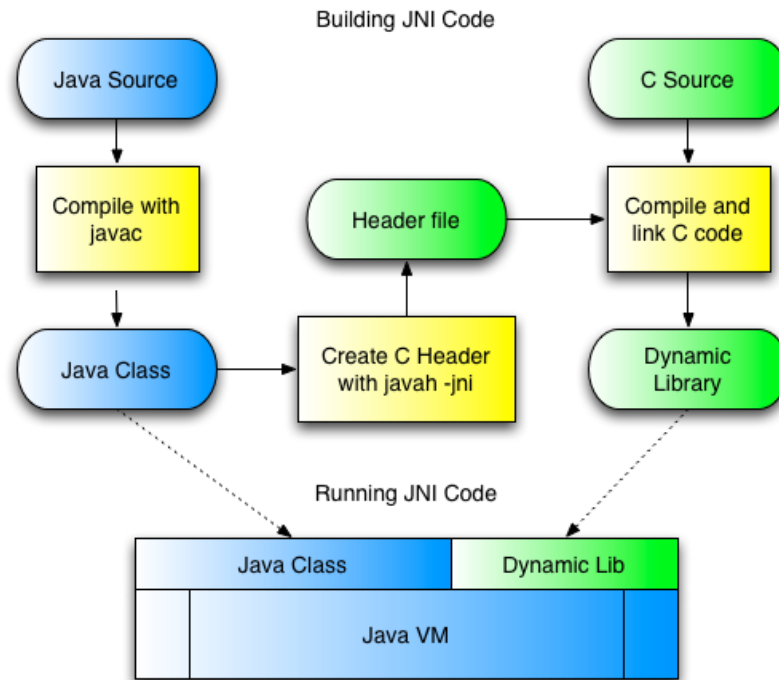 Building JNI Code
Java Source
C Source
Compile with
javac
Header file
Compile and
link C code
Java Class
Create C Header
with javah -jni
Dynamic
Library
Running JNI Code
Java Class
Dynamic Lib
Java VM